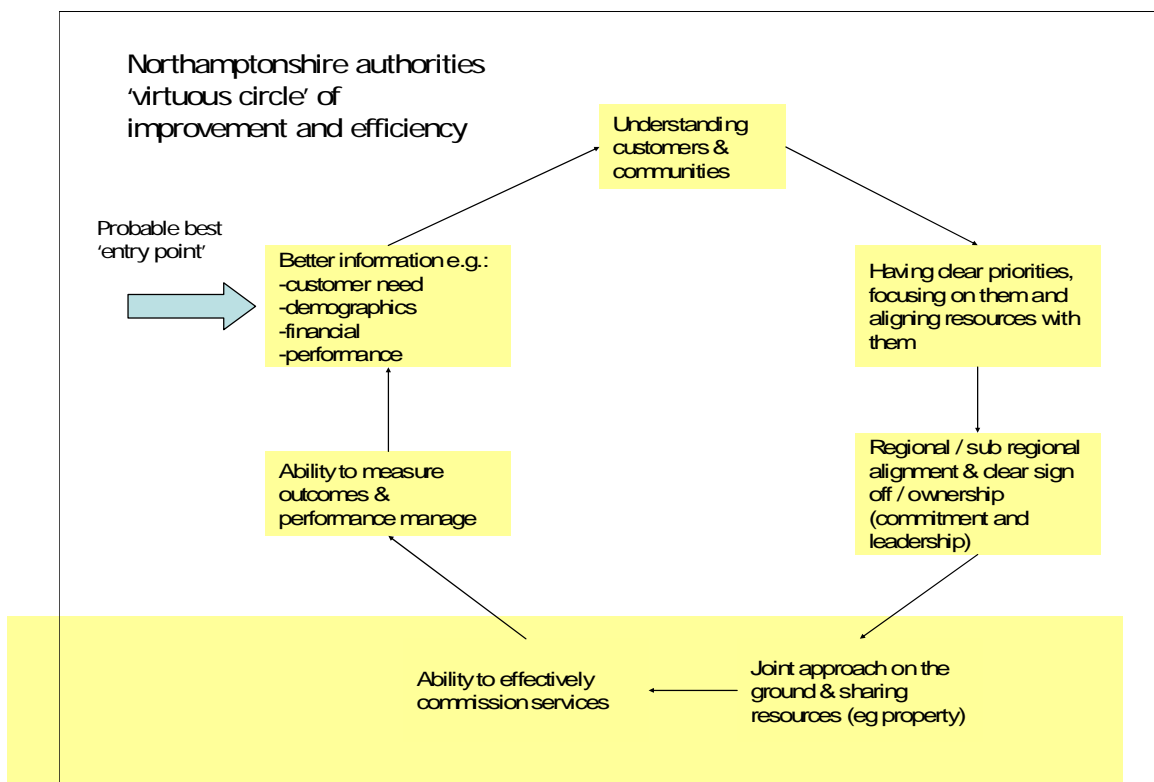 Northamptonshire authorities
‘virtuous circle’ of
improvement and efficiency
Understanding
customers &
communities
Probable best
‘entry point’
Better information e.g.:
-customer need
-demographics
-financial
-performance
Having clear priorities,
focusing on them and
aligning resources with
them
Ability to measure
outcomes &
performance manage
Regional / sub regional
alignment & clear sign
off / ownership
(commitment and
leadership)
Ability to effectively
commission services
Joint approach on the
ground & sharing
resources (eg property)